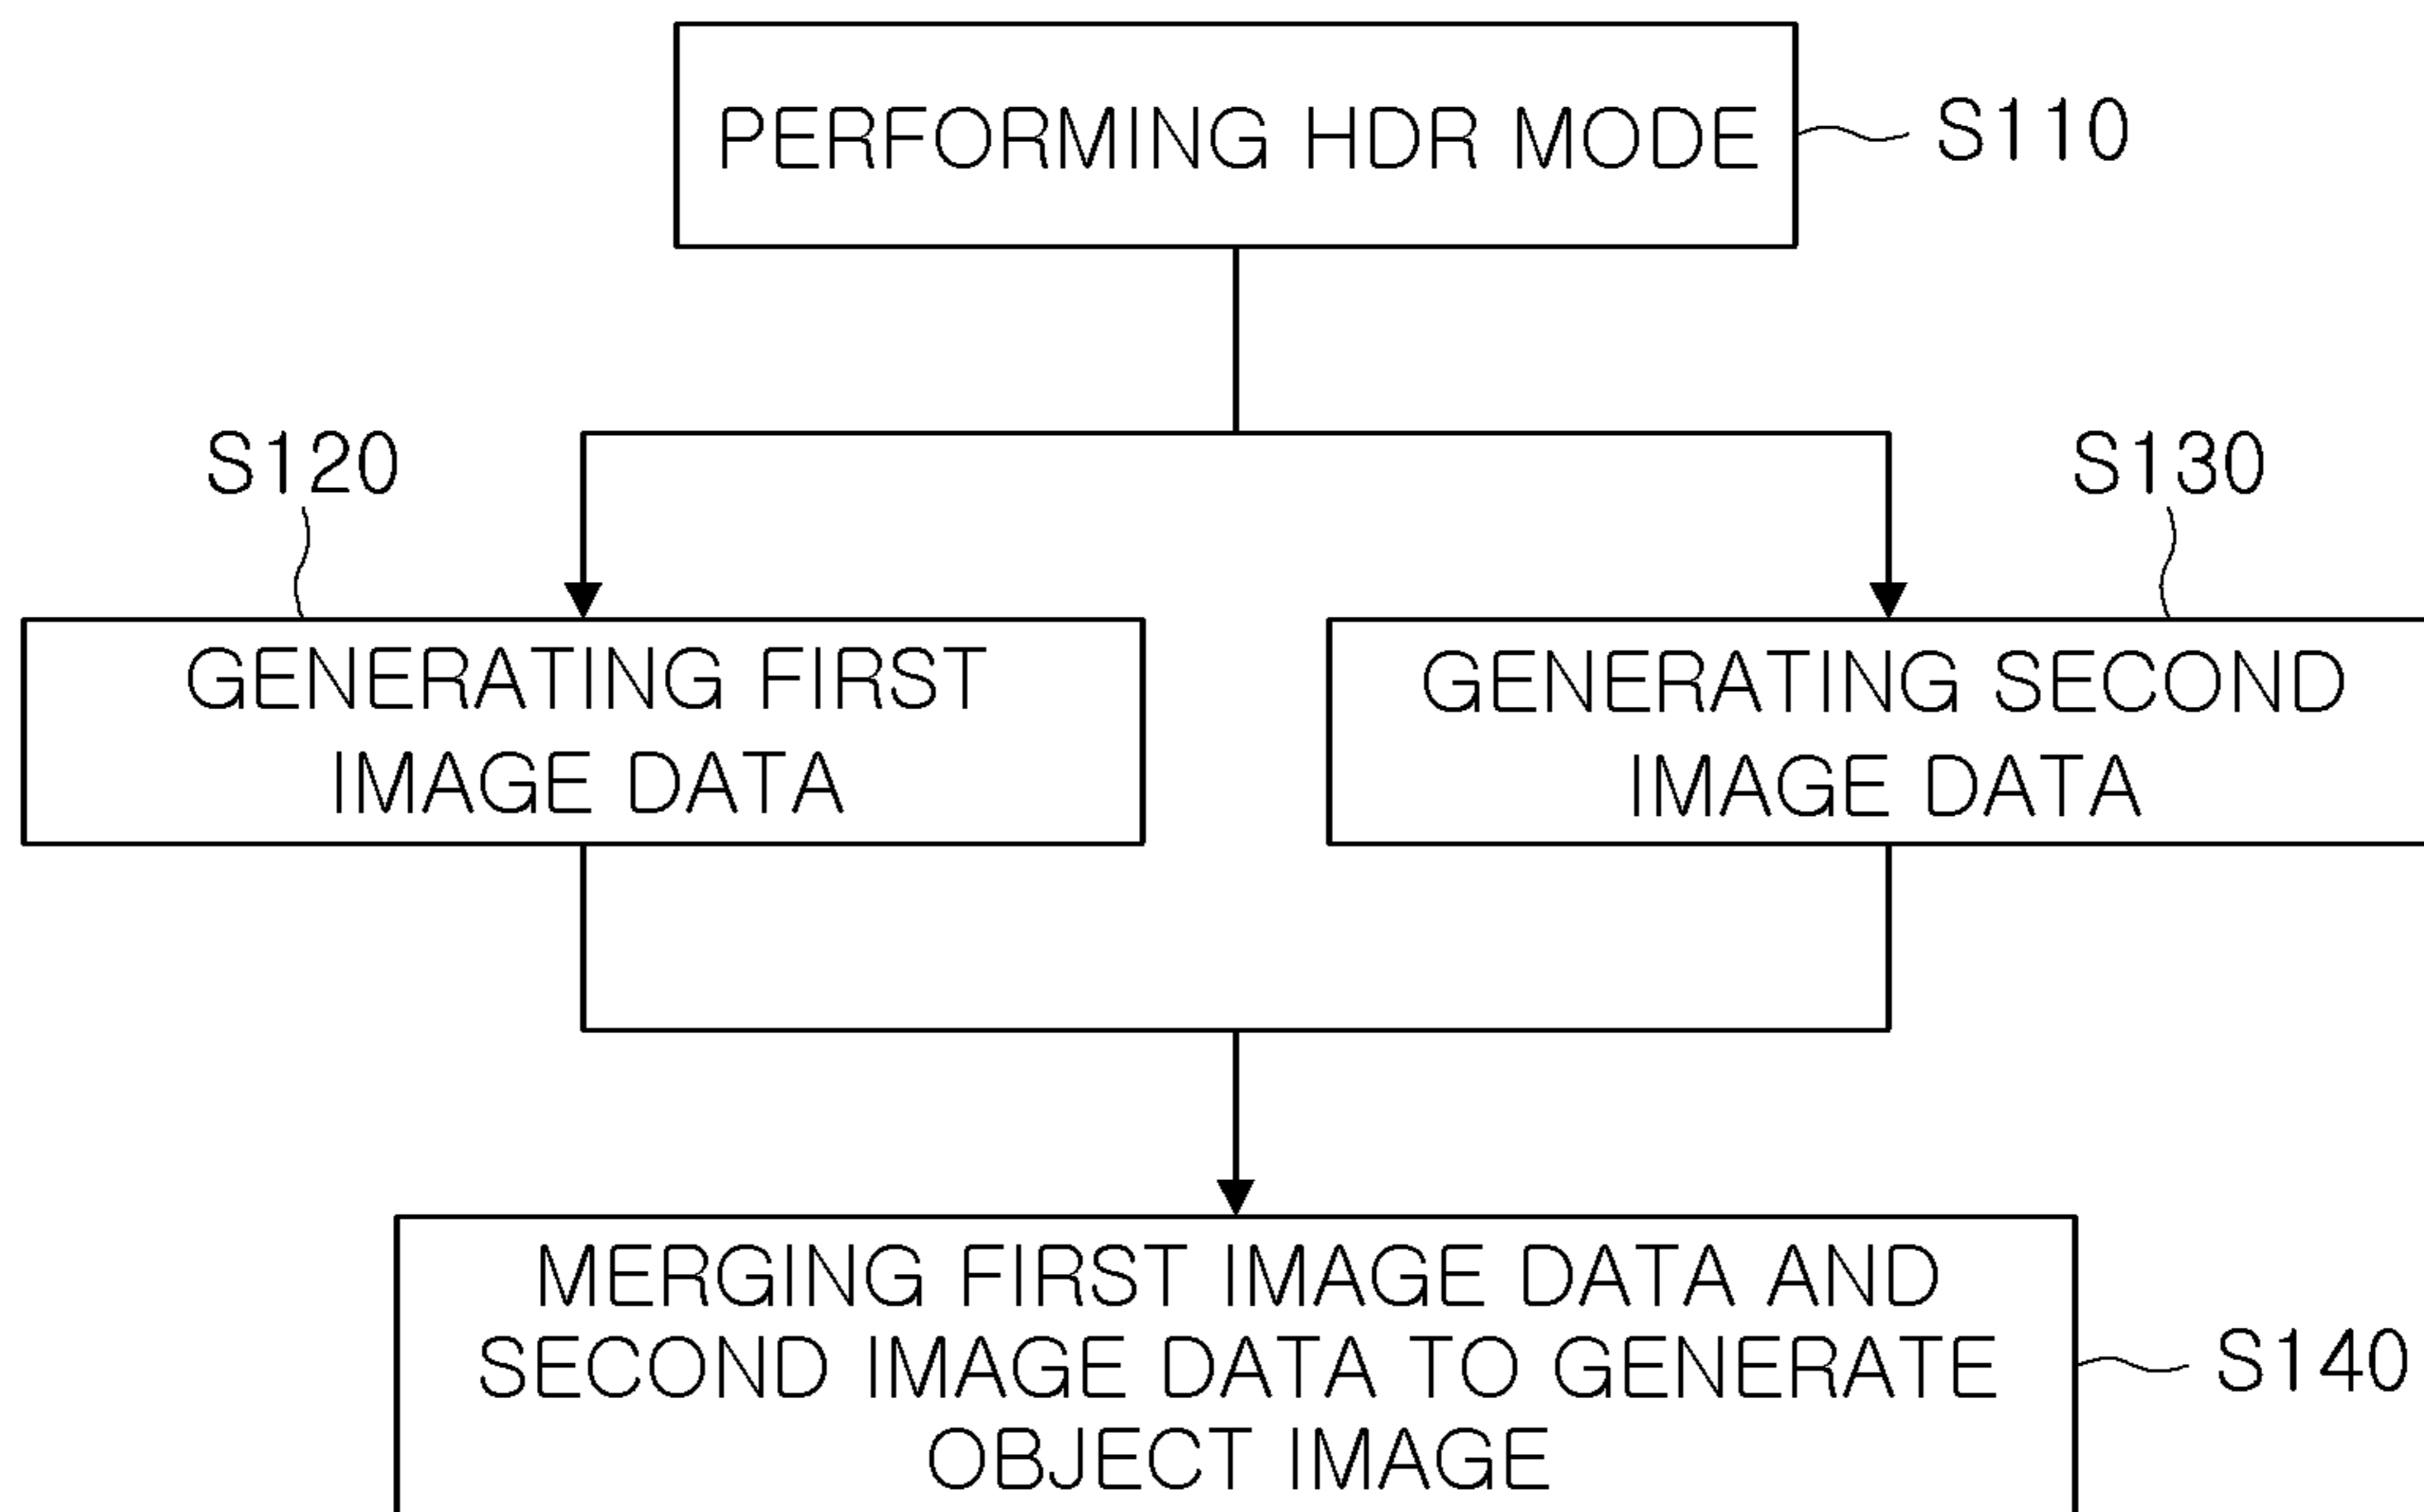 PERFORMING HDR MODE
S110
S120
S130
GENERATING FIRST
IMAGE DATA
GENERATING SECOND
IMAGE DATA
MERGING FIRST IMAGE DATA AND
SECOND IMAGE DATA TO GENERATE
OBJECT IMAGE
S140